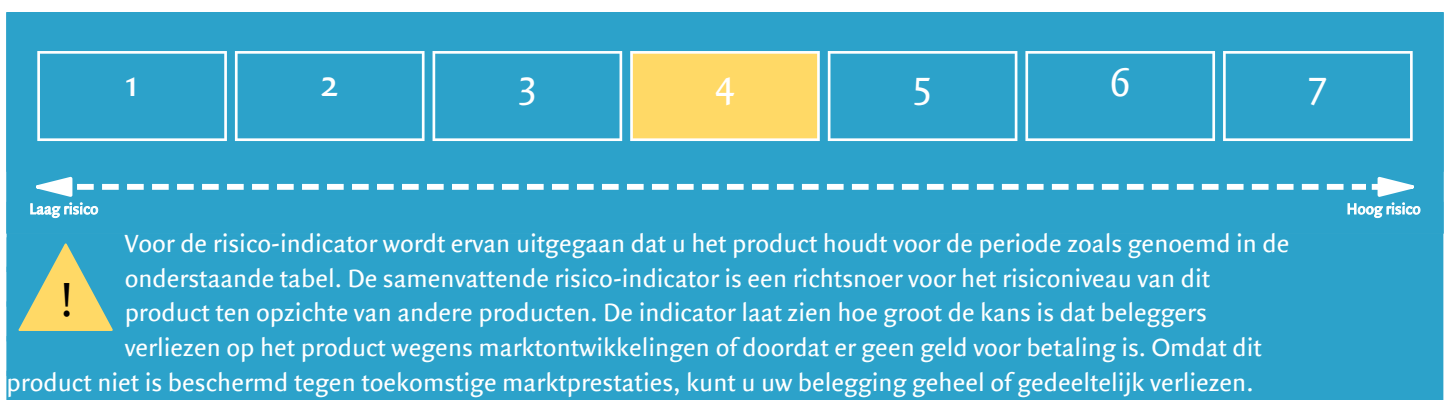 1 2 3 4 5 6 7
Laag risico Hoog risico
Voor de risico-indicator wordt ervan uitgegaan dat u het product houdt voor de periode zoals genoemd in de
onderstaande tabel. De samenvattende risico-indicator is een richtsnoer voor het risiconiveau van dit
!
product ten opzichte van andere producten. De indicator laat zien hoe groot de kans is dat beleggers
verliezen op het product wegens marktontwikkelingen of doordat er geen geld voor betaling is. Omdat dit
product niet is beschermd tegen toekomstige marktprestaties, kunt u uw belegging geheel of gedeeltelijk verliezen.